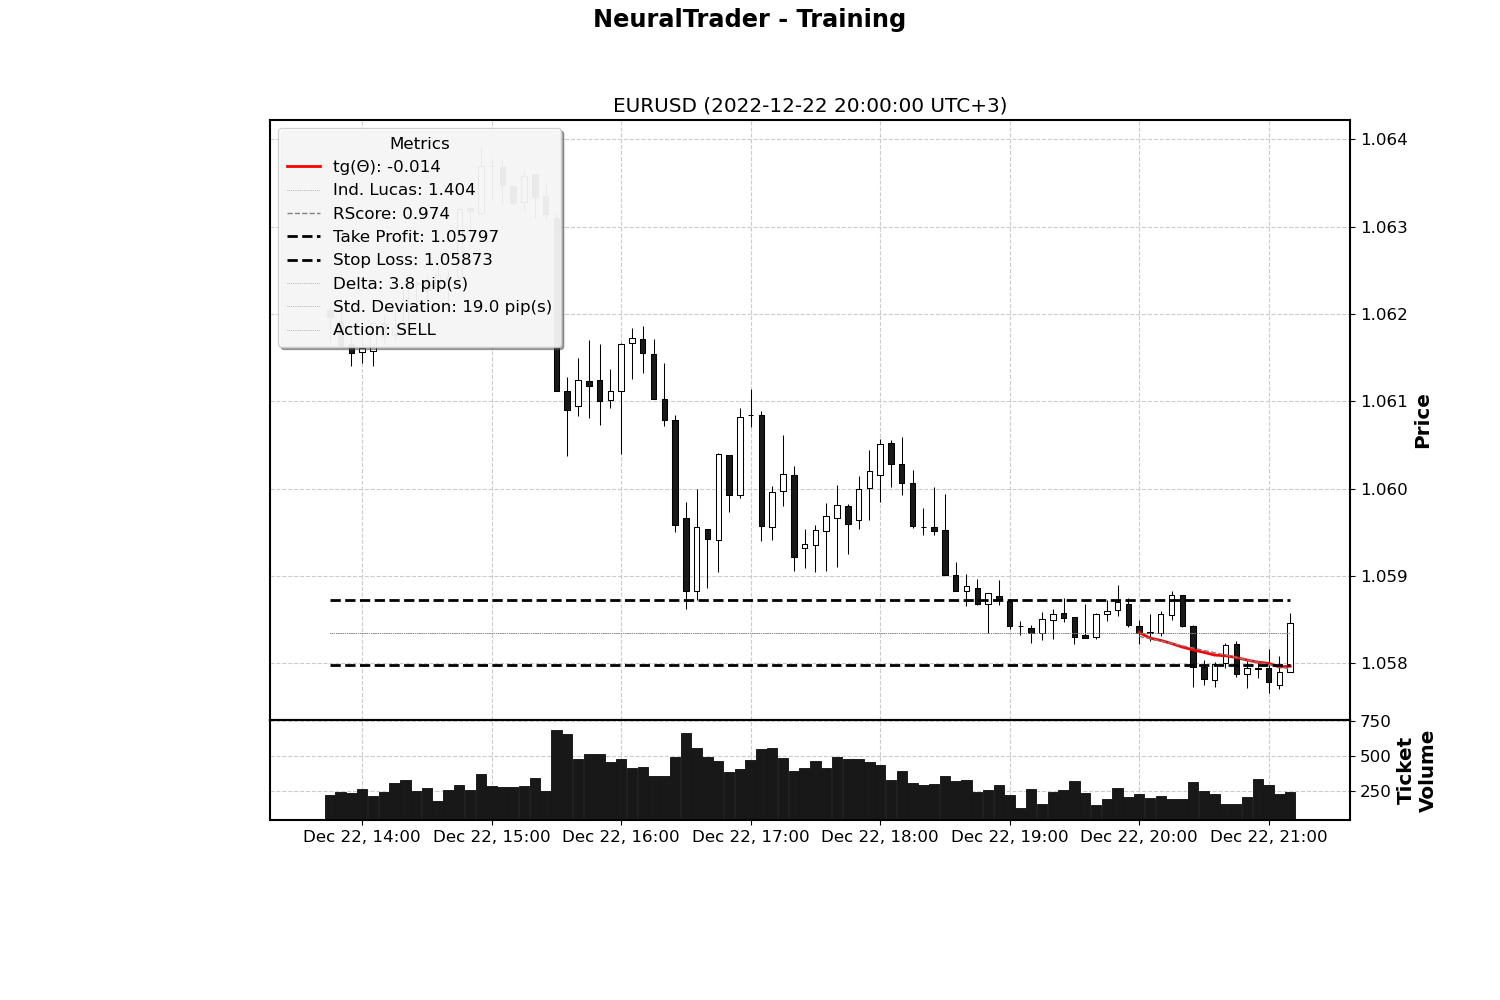 NeuralTrader - Training
EURUSD (2022-12-22 20:00:00 UTC+3)
Metrics
tg(Θ): -0.014
Ind. Lucas: 1.404
RScore: 0.974
Take Profit: 1.05797
Stop Loss: 1.05873
Delta: 3.8 pip(s)
Std. Deviation: 19.0 pip(s)
Action: SELL
1.064
1.063
1.062
1.061
1.060
1.059
1.058
Price
750
500
250
Ticket
Volume
Dec 22, 14:00 Dec 22, 15:00 Dec 22, 16:00 Dec 22, 17:00 Dec 22, 18:00 Dec 22, 19:00 Dec 22, 20:00 Dec 22, 21:00